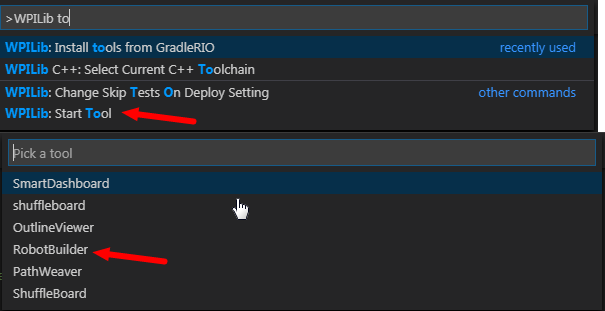 >WPILib to
WPILib: Install tools from GradleRIO recently used
WPILib C++: Select Current C++ Toolchain
WPILib: Change Skip Tests On Deploy Setting other commands
WPILib: Start Tool
Pick a tool
SmartDashboard
shuffleboard
OutlineViewer
RobotBuilder
PathWeaver
ShuffleBoard